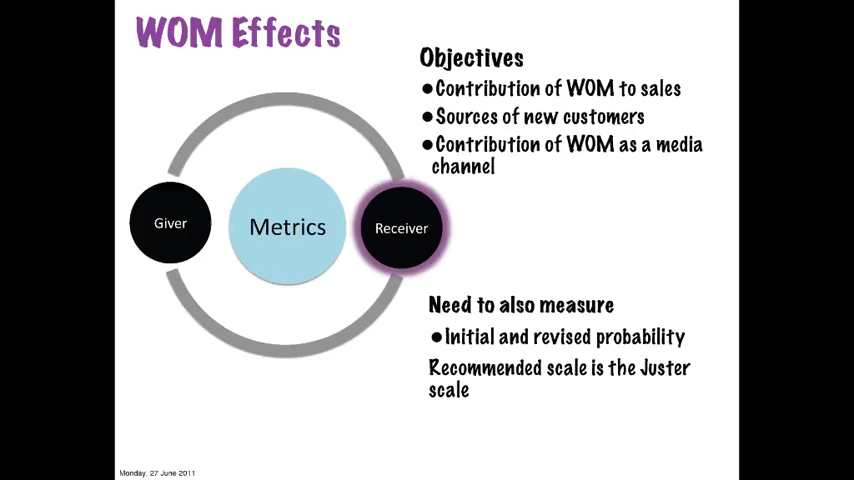 WOM Effects
Objectives
●Contribution of WOM to sales
●Sources of new customers
●Contribution of WOM as a media
channel
Giver
Metrics
Receiver
Need to also measure
●Initial and revised probability
Recommended scale is the Juster
scale
Monday, 27 June 2011